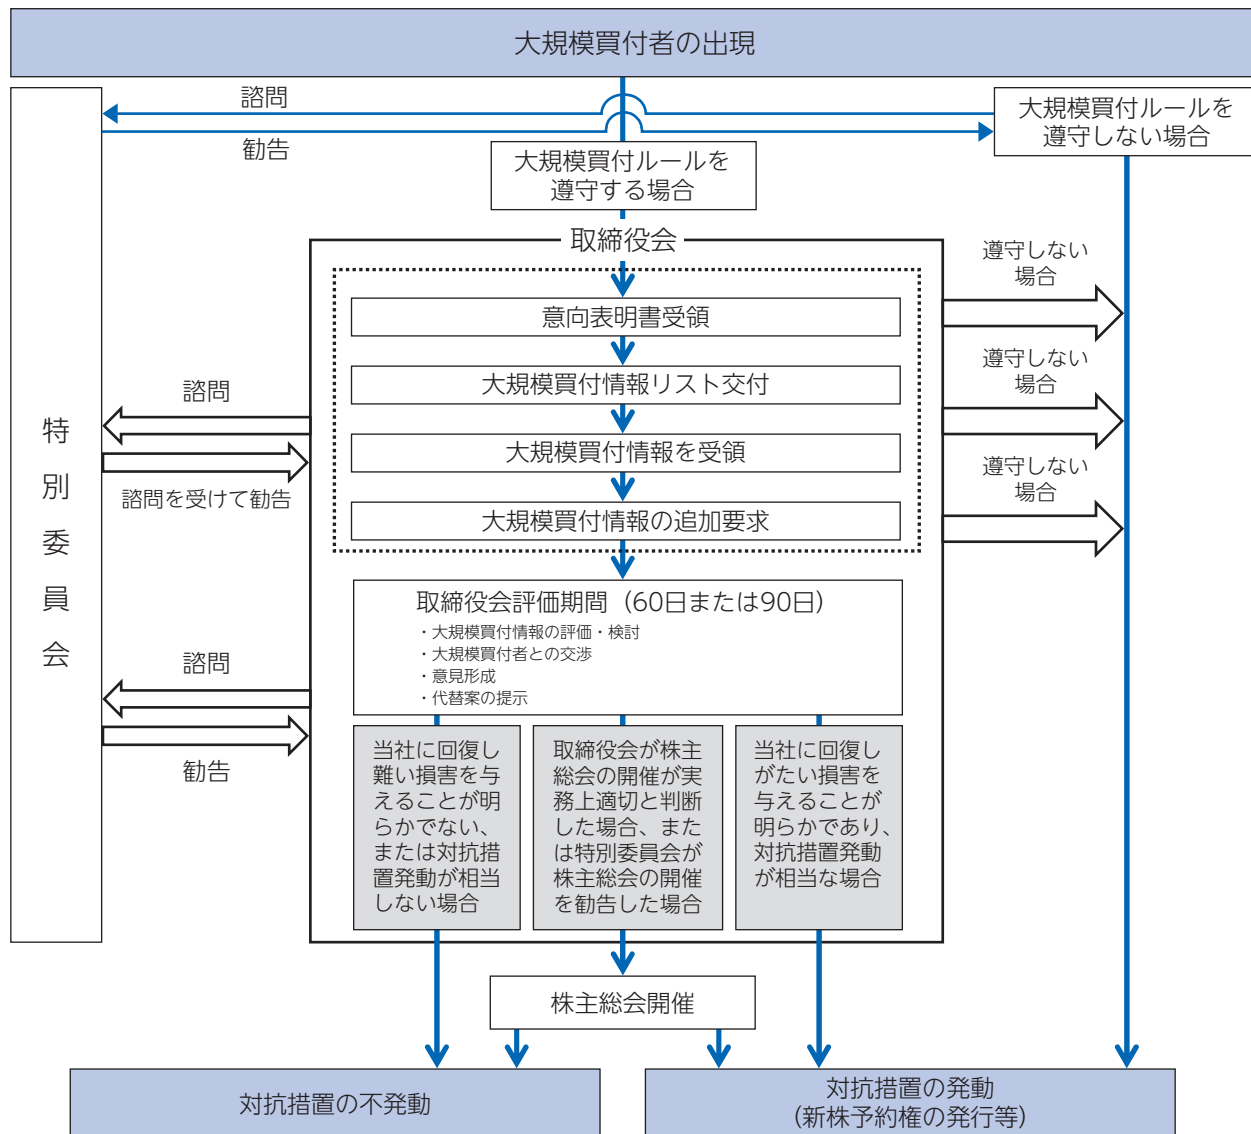 大規模買付者の出現
諮問
勧告
大規模買付ルールを
遵守しない場合
大規模買付ルールを
遵守する場合
取締役会
意向表明書受領
大規模買付情報リスト交付
大規模買付情報を受領
大規模買付情報の追加要求
遵守しない
場合
遵守しない
場合
遵守しない
場合
特別委員会
諮問
諮問を受けて勧告
取締役会評価期間（60日または90日）
・大規模買付情報の評価・検討
・大規模買付者との交渉
・意見形成
・代替案の提示
諮問
勧告
当社に回復し
難い損害を与
えることが明
らかでない、
または対抗措
置発動が相当
しない場合
取締役会が株主
総会の開催が実
務上適切と判断
した場合、また
は特別委員会が
株主総会の開催
を勧告した場合
当社に回復し
がたい損害を
与えることが
明らかであり、
対抗措置発動
が相当な場合
株主総会開催
対抗措置の不発動
対抗措置の発動
(新株予約権の発行等)